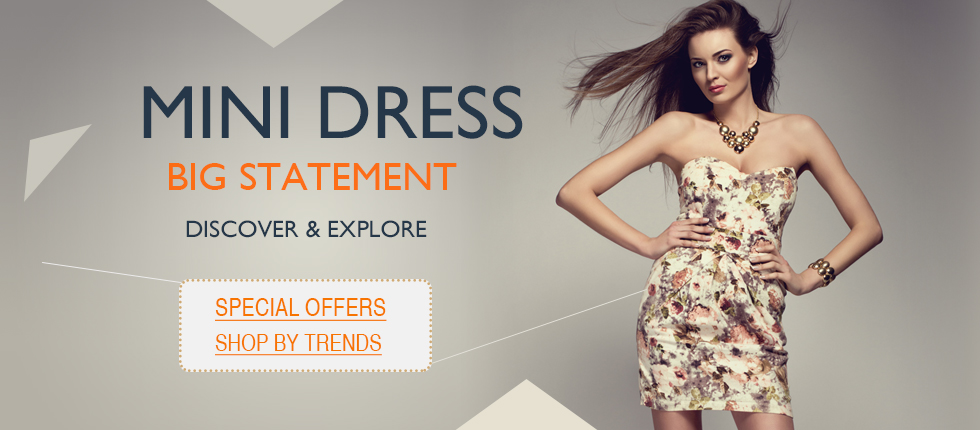 MINI DRESS
BIG STATEMENT
DISCOVER & EXPLORE
SPECIAL OFFERS
SHOP BY TRENDS